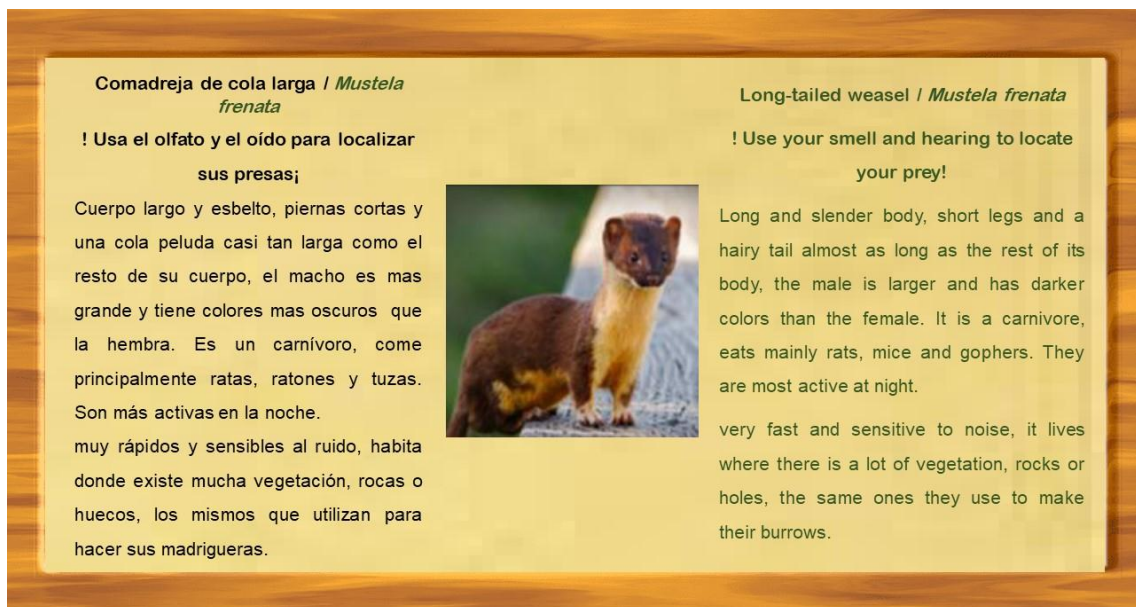 Comadreja de cola larga / Mustela
frenata
! Usa el olfato y el oído para localizar
sus presas¡
Cuerpo largo y esbelto, piernas cortas y
una cola peluda casi tan larga como el
resto de su cuerpo, el macho es mas
grande y tiene colores mas oscuros que
la hembra. Es un carnívoro, come
principalmente ratas, ratones y tuzas.
Son más activas en la noche.
muy rápidos y sensibles al ruido, habita
donde existe mucha vegetación, rocas o
huecos, los mismos que utilizan para
hacer sus madrigueras.
Long-tailed weasel / Mustela frenata
! Use your smell and hearing to locate
your prey!
Long and slender body, short legs and a
hairy tail almost as long as the rest of its
body, the male is larger and has darker
colors than the female. It is a carnivore,
eats mainly rats, mice and gophers. They
are most active at night.
very fast and sensitive to noise, it lives
where there is a lot of vegetation, rocks or
holes, the same ones they use to make
their burrows.